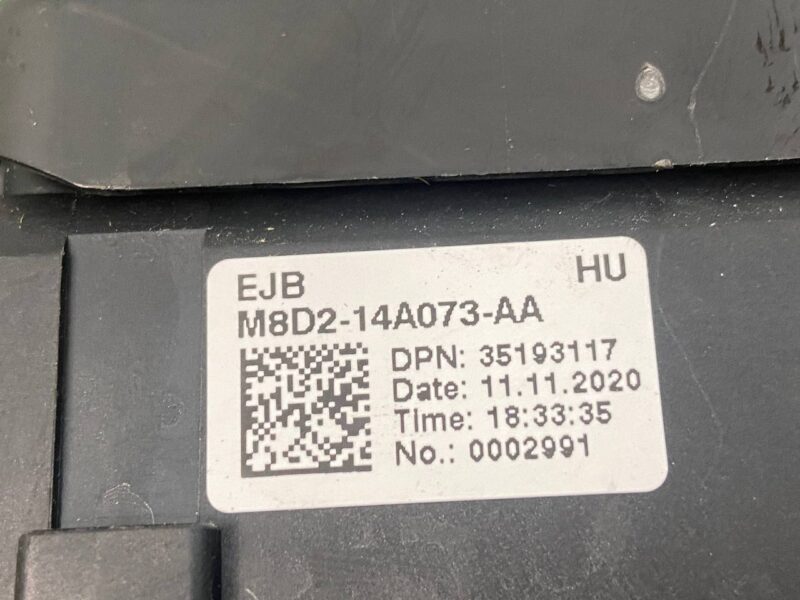 EJB HU
M8D2-14A073-AA
DPN: 35193117
Date: 11.11.2020
Time: 18:33:35
No.: 0002991